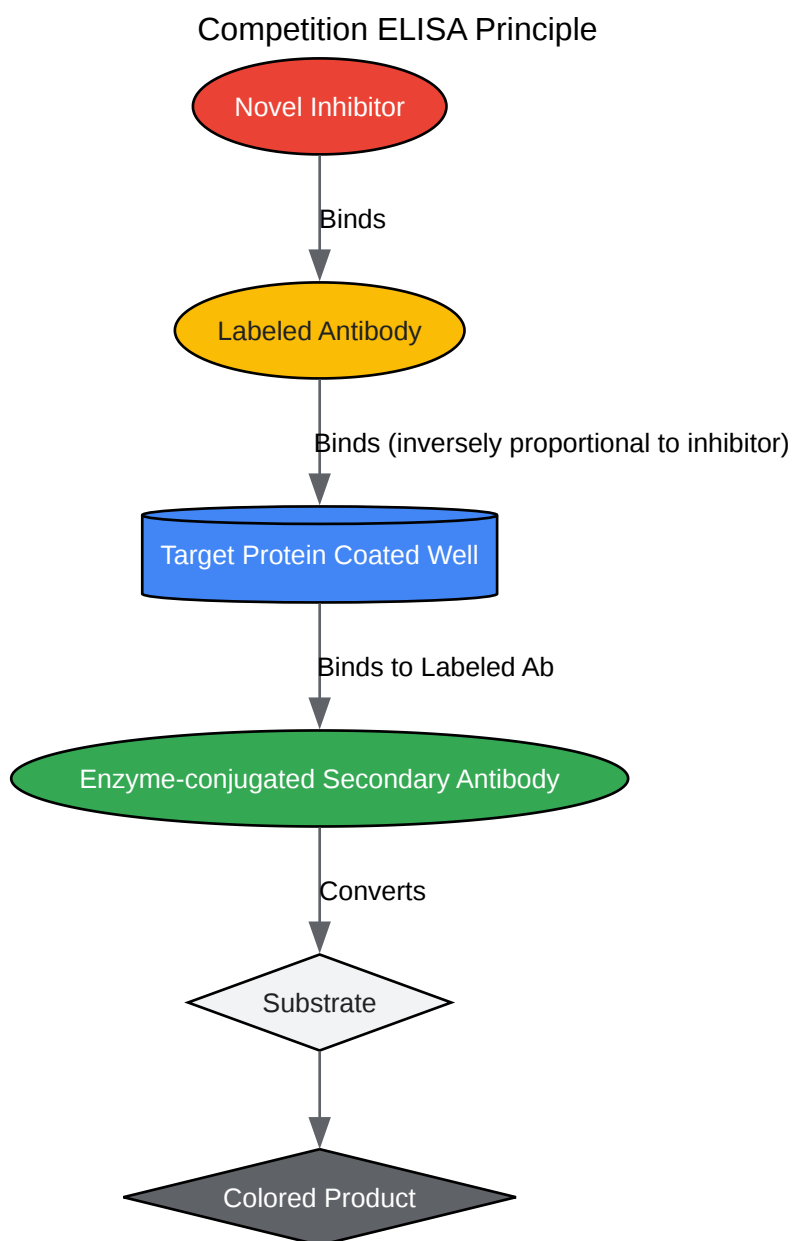 Competition ELISA Principle
Novel Inhibitor
Binds
Labeled Antibody
Binds (inversely proportional to inhibitor)
Target Protein Coated Well
Binds to Labeled Ab
Enzyme-conjugated Secondary Antibody
Converts
Substrate
Colored Product